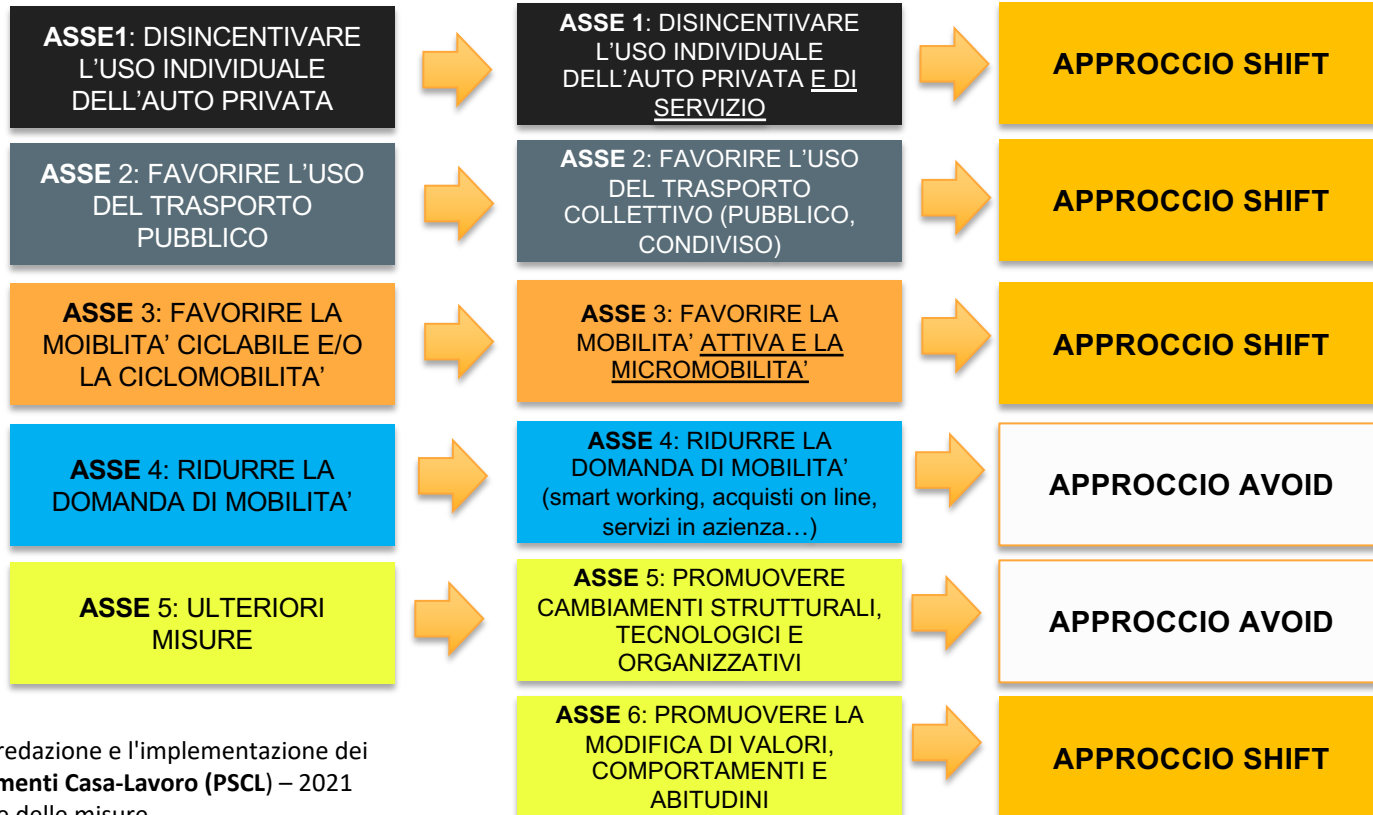 ASSE1: DISINCENTIVARE
L’USO INDIVIDUALE
DELL’AUTO PRIVATA
ASSE 1: DISINCENTIVARE
L’USO INDIVIDUALE
DELL’AUTO PRIVATA E DI
SERVIZIO
APPROCCIO SHIFT
ASSE 2: FAVORIRE L’USO
DEL TRASPORTO
PUBBLICO
ASSE 2: FAVORIRE L’USO
DEL TRASPORTO
COLLETTIVO (PUBBLICO,
CONDIVISO)
APPROCCIO SHIFT
ASSE 3: FAVORIRE LA
MOIBLITA’ CICLABILE E/O
LA CICLOMOBILITA’
ASSE 3: FAVORIRE LA
MOBILITA’ ATTIVA E LA
MICROMOBILITA’
APPROCCIO SHIFT
ASSE 4: RIDURRE LA
DOMANDA DI MOBILITA’
ASSE 4: RIDURRE LA
DOMANDA DI MOBILITA’
(smart working, acquisti on line,
servizi in azienza…)
APPROCCIO AVOID
ASSE 5: ULTERIORI
MISURE
ASSE 5: PROMUOVERE
CAMBIAMENTI STRUTTURALI,
TECNOLOGICI E
ORGANIZZATIVI
APPROCCIO AVOID
ASSE 6: PROMUOVERE LA
MODIFICA DI VALORI,
COMPORTAMENTI E
ABITUDINI
APPROCCIO SHIFT
redazione e l'implementazione dei
menti Casa-Lavoro (PSCL) – 2021
e delle misure